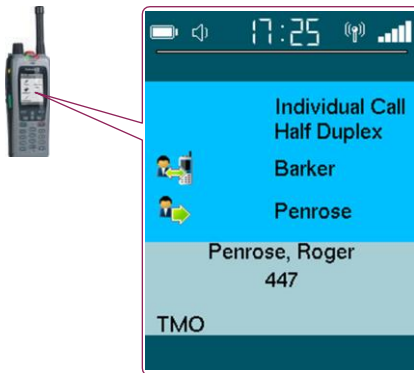 17:25
Individual Call
Half Duplex
Barker
Penrose
Penrose, Roger
447
TMO